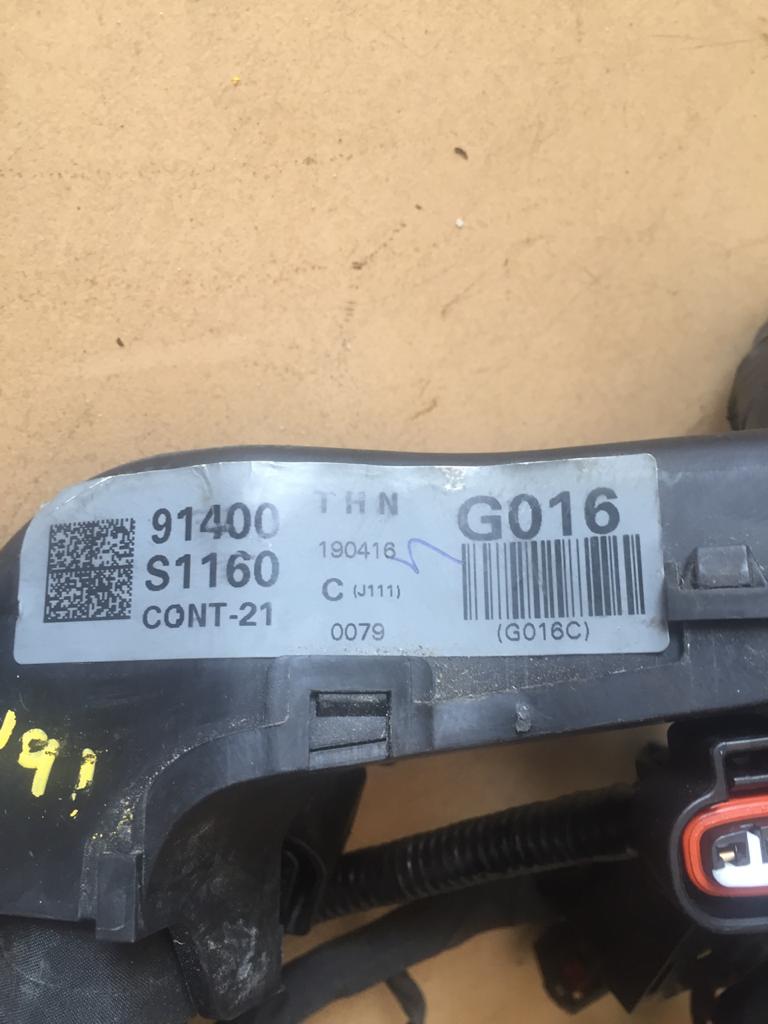 91400
S1160
CONT-21
THN
190416
C (J111)
0079
G016
(G016C)